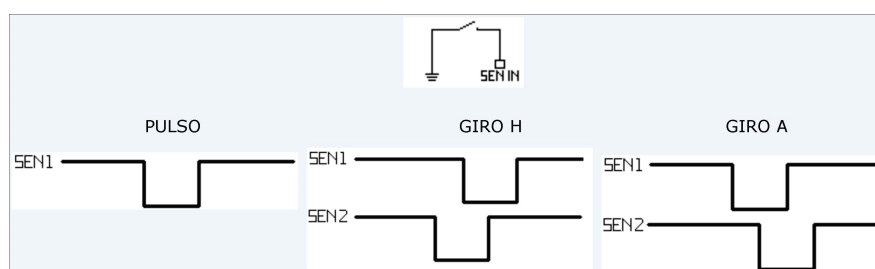 SEN IN
PULSO GIRO H GIRO A
SEN1 SEN1 SEN1
SEN2 SEN2